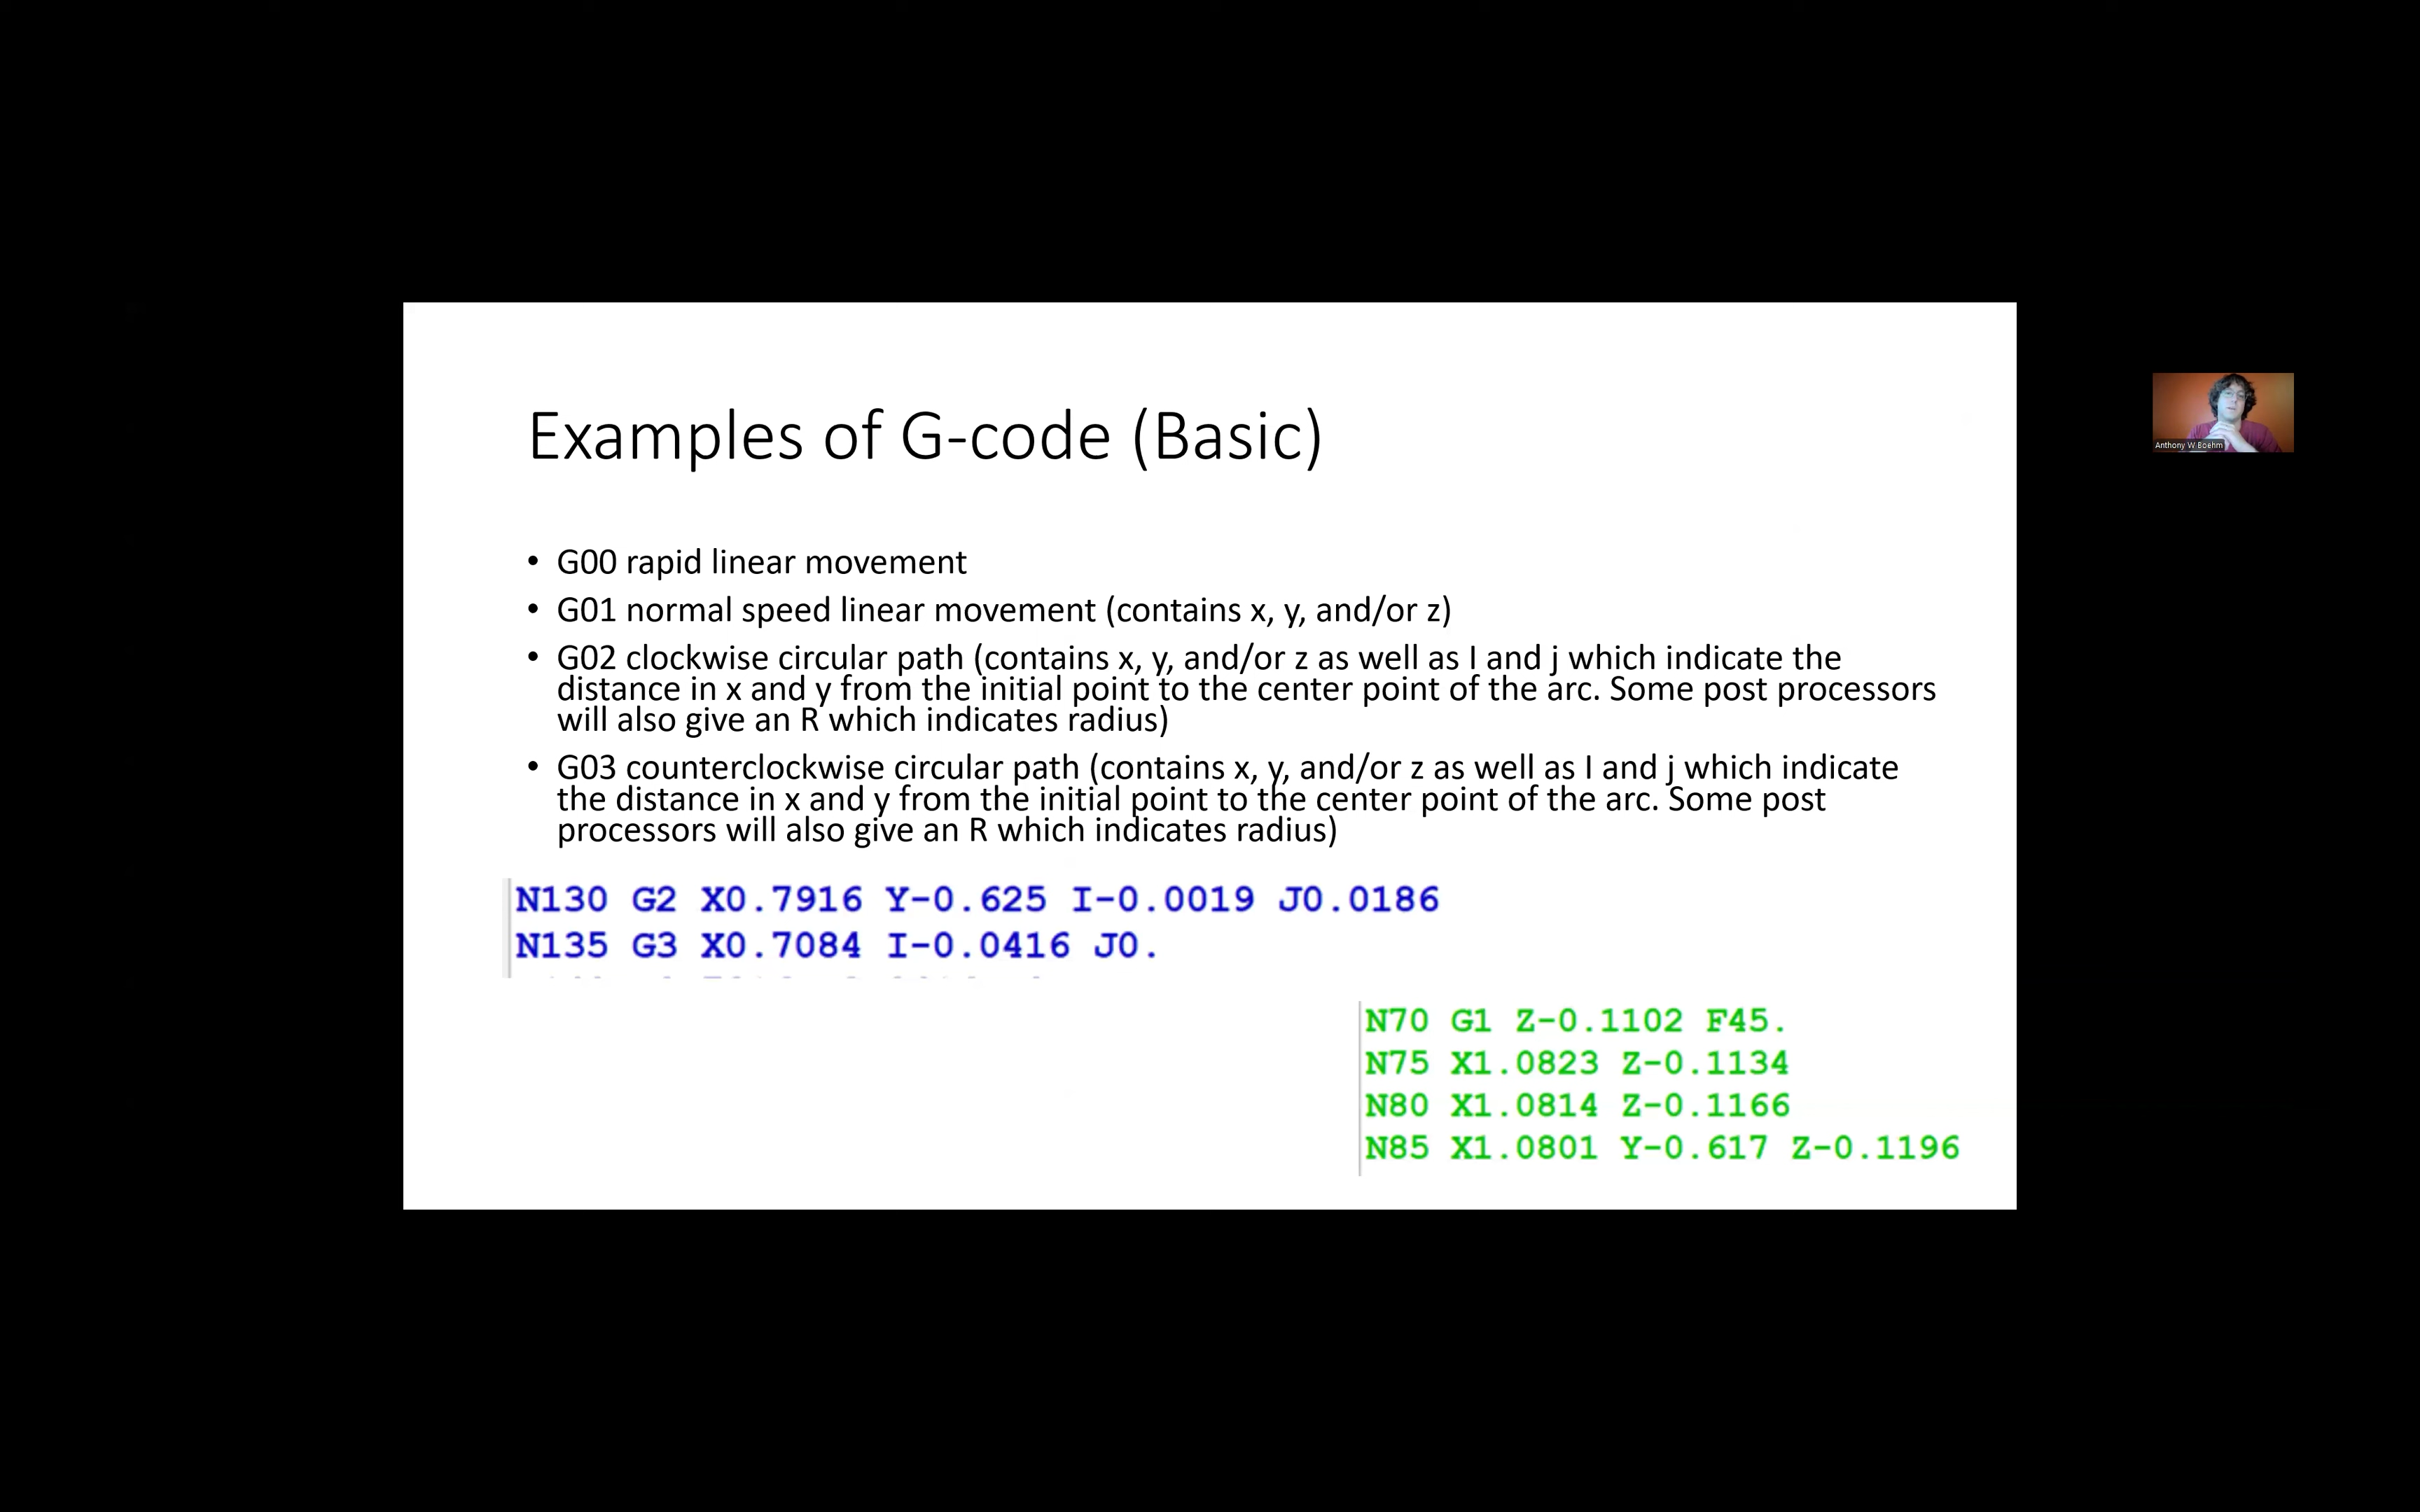 Examples of G-code (Basic)
• G00 rapid linear movement
• G01 normal speed linear movement (contains x, y, and/or z)
• G02 clockwise circular path (contains x, y, and/or z as well as I and j which indicate the
distance in x and y from the initial point to the center point of the arc. Some post processors
will also give an R which indicates radius)
• G03 counterclockwise circular path (contains x, y, and/or z as well as I and j which indicate
the distance in x and y from the initial point to the center point of the arc. Some post
processors will also give an R which indicates radius)
N130 G2 X0.7916 Y-0.625 I-0.0019 J0.0186
N135 G3 X0.7084 I-0.0416 J0.
N70 G1 Z-0.1102 F45.
N75 X1.0823 Z-0.1134
N80 X1.0814 Z-0.1166
N85 X1.0801 Y-0.617 Z-0.1196
Anthony W Boehm